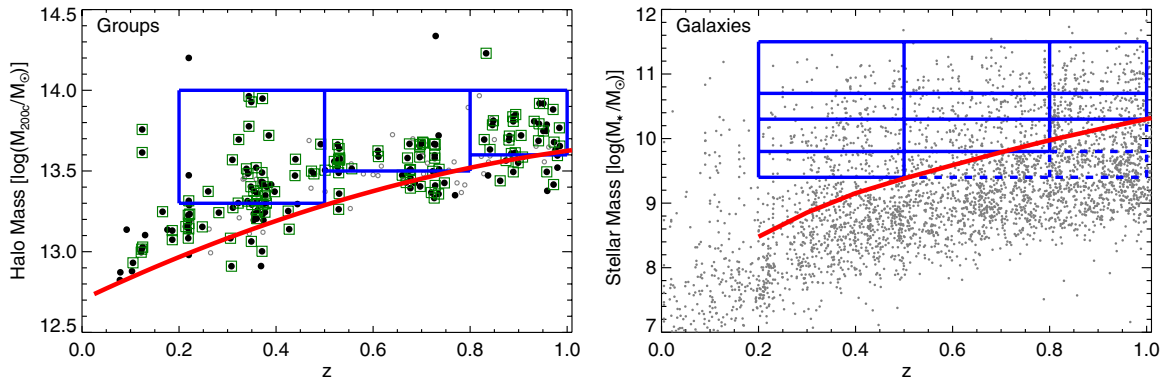 Groups
Halo Mass [log(M200c/M☉)]
14.5
14.0
13.5
13.0
12.5
0.0 0.2 0.4 0.6 0.8 1.0
z
Galaxies
Stellar Mass [log(M★/M☉)]
12
11
10
9
8
7
0.0 0.2 0.4 0.6 0.8 1.0
z